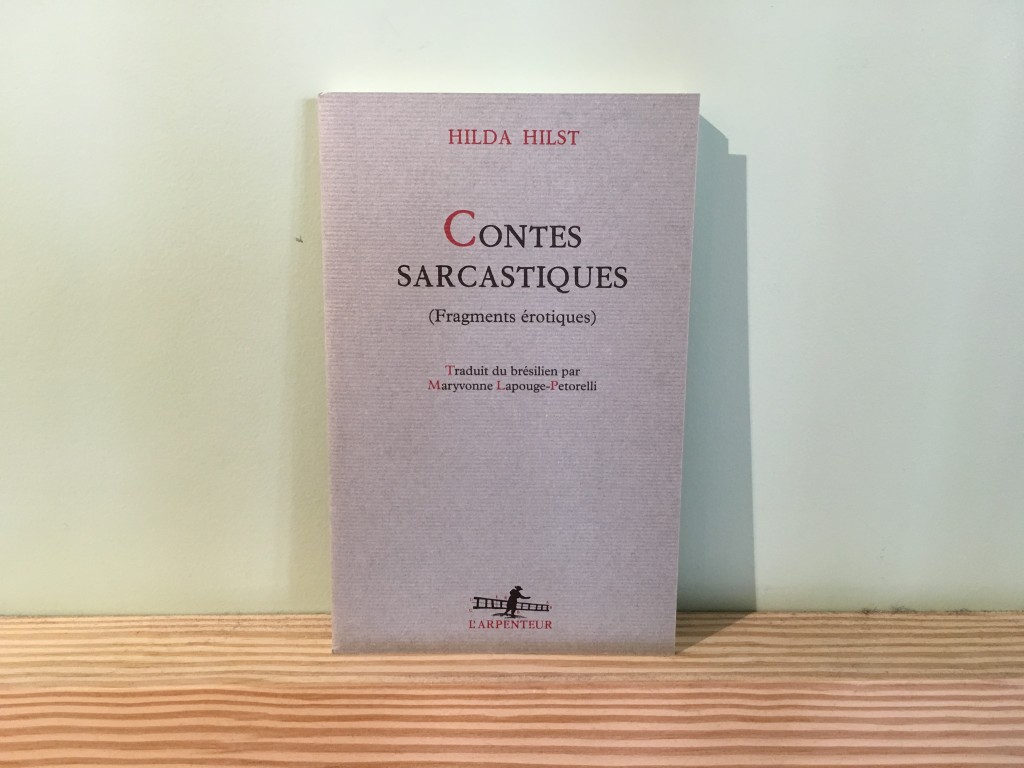 HILDA HILST
CONTES
SARCASTIQUES
(Fragments érotiques)
Traduit du brésilien par
Maryvonne Lapouge-Petorelli
L'ARPENTEUR